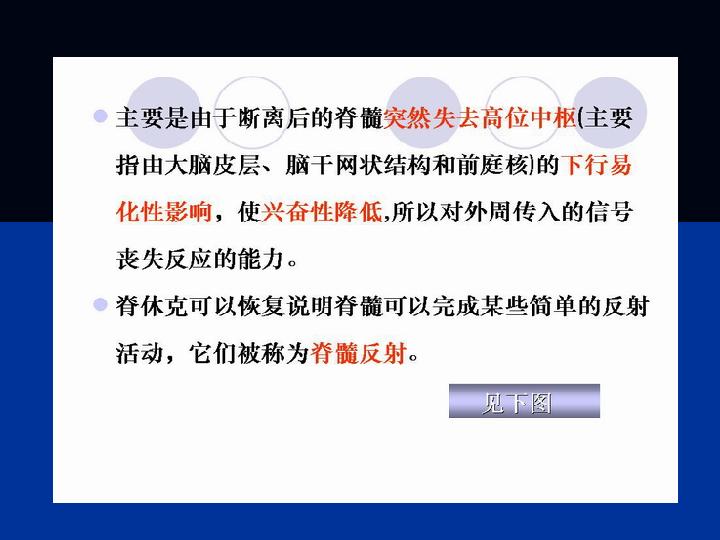 主要是由于断离后的脊髓突然失去高位中枢(主要
指由大脑皮层、脑干网状结构和前庭核)的下行易
化性影响，使兴奋性降低,所以对外周传入的信号
丧失反应的能力。
脊休克可以恢复说明脊髓可以完成某些简单的反射
活动，它们被称为脊髓反射。
见下图